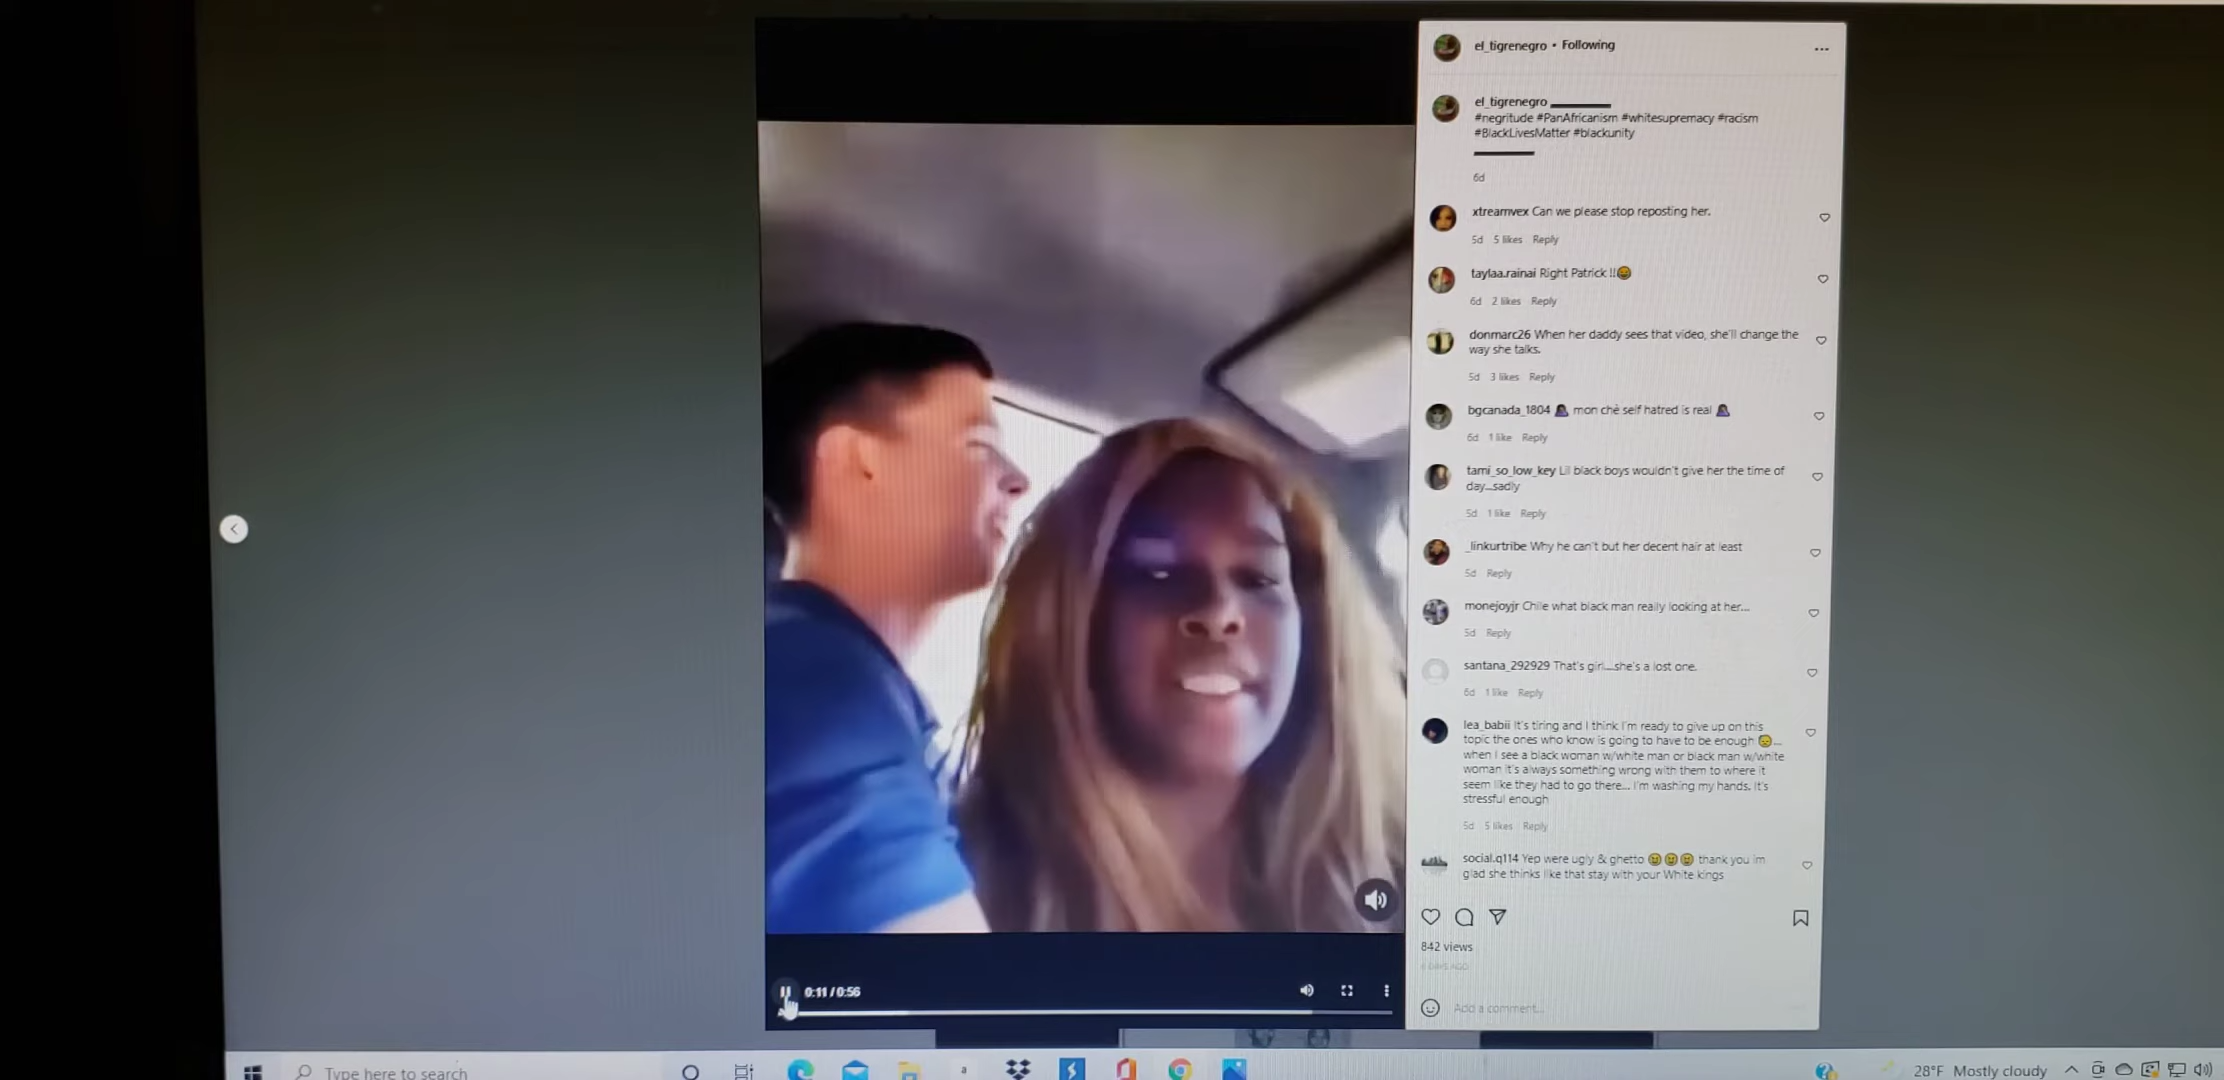 el_tigrenegro • Following
el_tigrenegro
#negritude #PanAfricanism #whitesupremacy #racism
#BlackLivesMatter #blackunity
6d
xtreamvex Can we please stop reposting her.
5d 5 likes Reply
taylaa.rainai Right Patrick !!😄
6d 2 likes Reply
donmarc26 When her daddy sees that video, she'll change the
way she talks.
5d 3 likes Reply
bgcanada_1804 🤦🏿‍♀️ mon chè self hatred is real 🤦🏿‍♀️
6d 1 like Reply
tami_so_low_key Lil black boys wouldn't give her the time of
day...sadly
5d 1 like Reply
_linkurtribe Why he can't but her decent hair at least
5d Reply
monejoyjr Chile what black man really looking at her...
5d Reply
santana_292929 That's girl....she's a lost one.
6d 1 like Reply
lea_babii It's tiring and I think I'm ready to give up on this
topic the ones who know is going to have to be enough 😥...
when I see a black woman w/white man or black man w/white
woman it's always something wrong with them to where it
seem like they had to go there... I'm washing my hands. It's
stressful enough
5d 5 likes Reply
social.q114 Yep were ugly & ghetto 😆😆😆 thank you im
glad she thinks like that stay with your White kings
842 views
6 DAYS AGO
0:11 / 0:56
Add a comment...
Type here to search
a
28°F Mostly cloudy